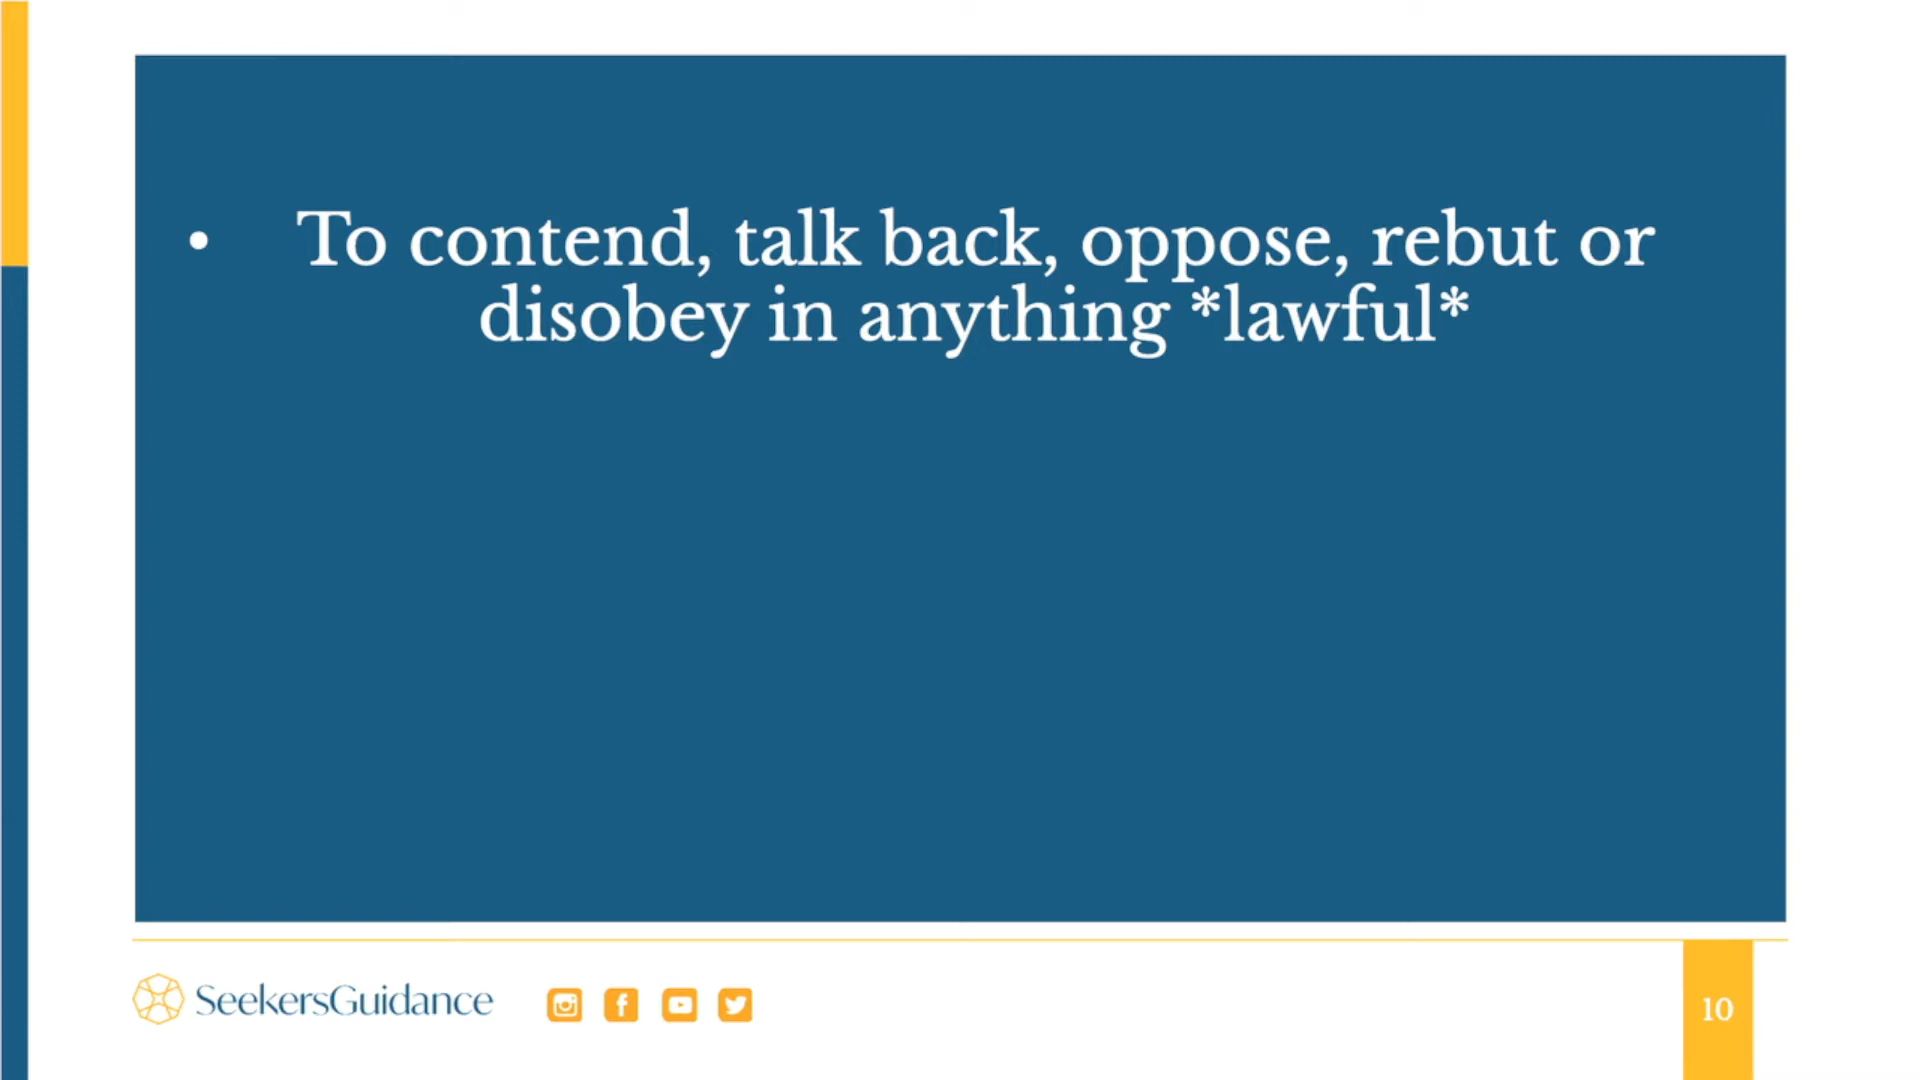 • To contend, talk back, oppose, rebut or
disobey in anything *lawful*
SeekersGuidance
10